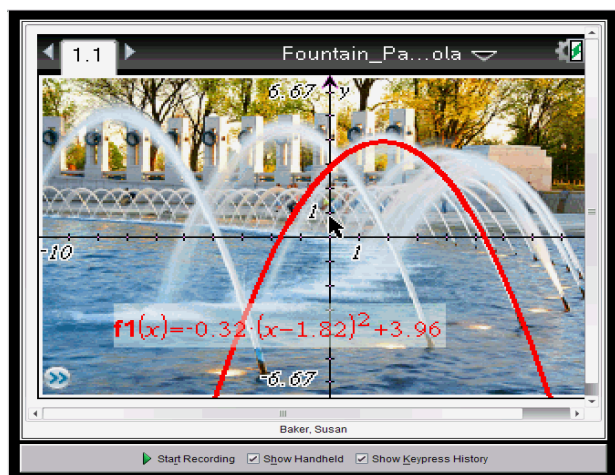 1.1 Fountain_Pa...ola
6.67 y
1
-10 1
f1(x)=-0.32·(x-1.82)²+3.96
-6.67
Baker, Susan
Start Recording Show Handheld Show Keypress History